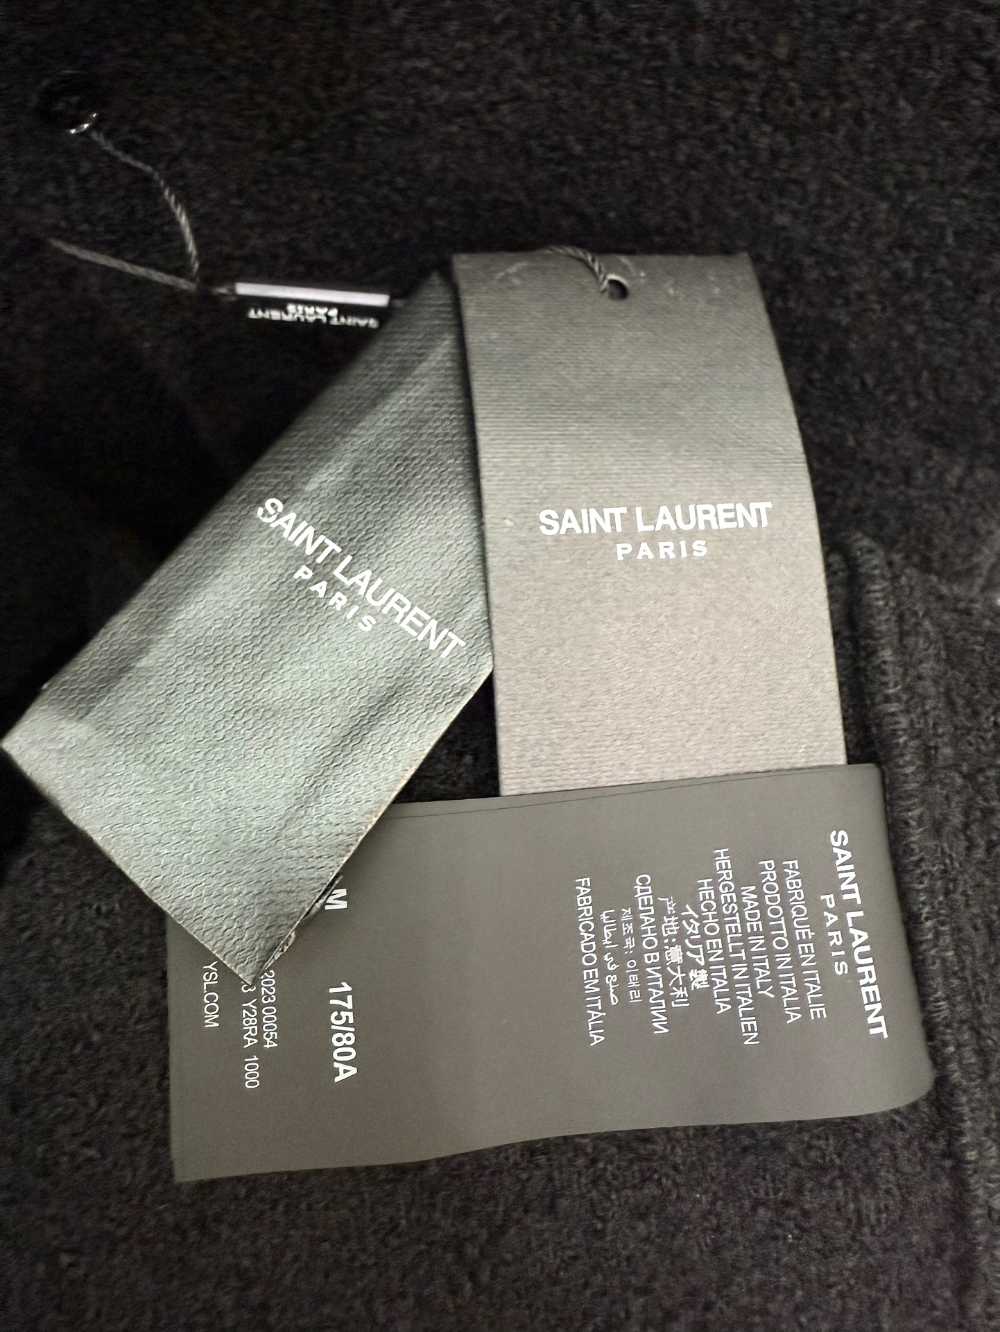 SAINT LAURENT
PARIS
SAINT LAURENT
PARIS
SAINT LAURENT
PARIS
SAINT LAURENT
PARIS
FABRIQUÉ EN ITALIE
PRODOTTO IN ITALIA
MADE IN ITALY
HERGESTELLT IN ITALIEN
HECHO EN ITALIA
イタリア製
产地:意大利
СДЕЛАНО В ИТАЛИИ
제조국: 이태리
صنع في ايطاليا
FABRICADO EM ITÁLIA
M 175/80A
2023 00054
Y28RA 1000
YSL.COM